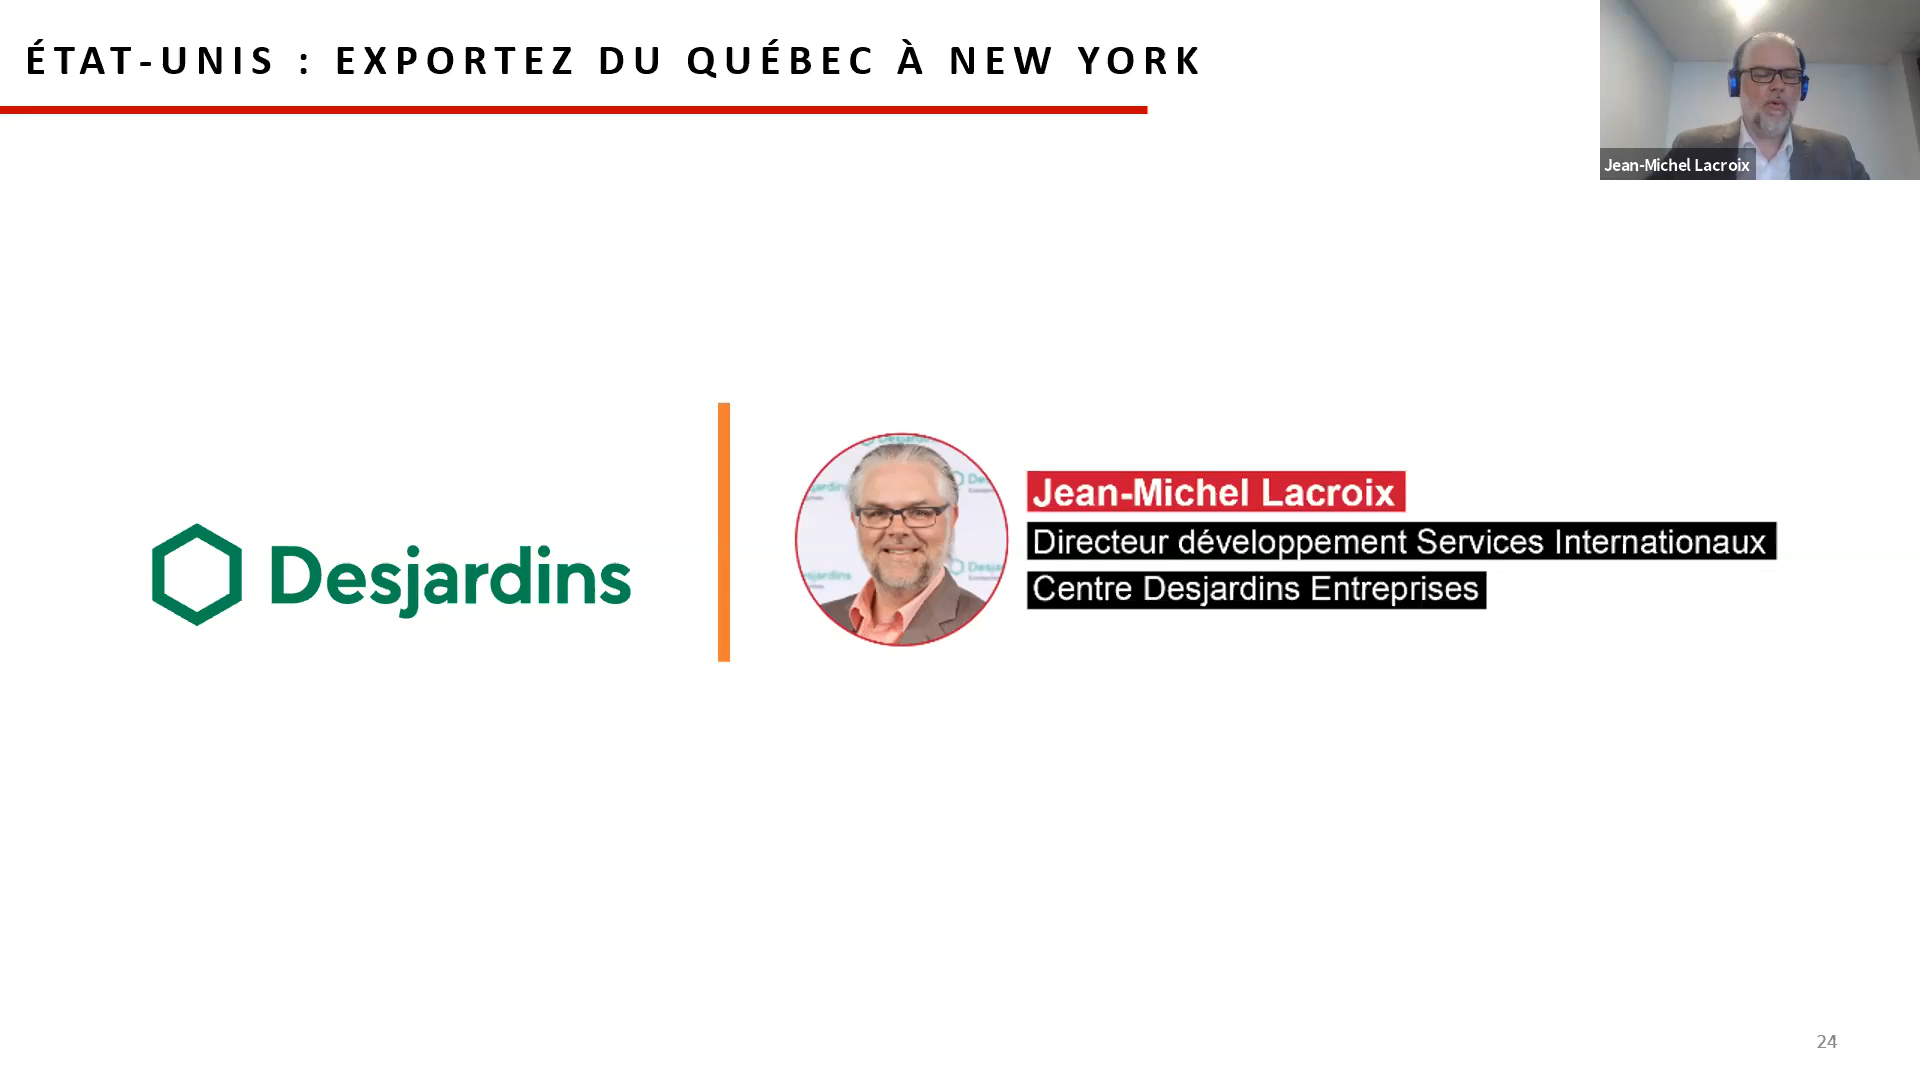 ÉTAT-UNIS : EXPORTEZ DU QUÉBEC À NEW YORK
Jean-Michel Lacroix
Desjardins
Jean-Michel Lacroix
Directeur développement Services Internationaux
Centre Desjardins Entreprises
24